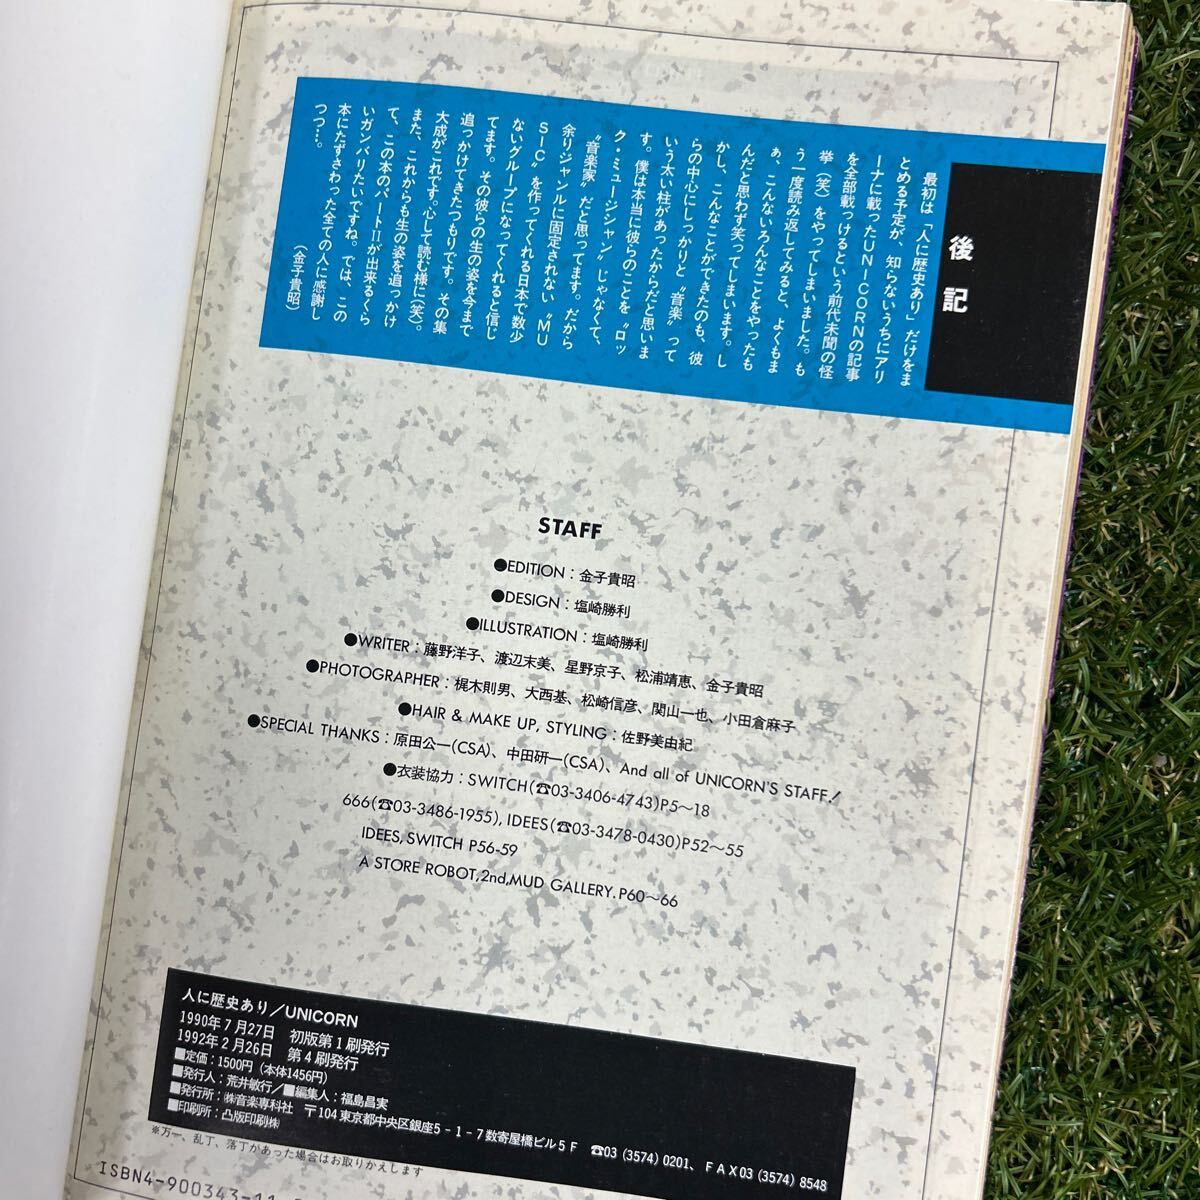 後記
最初は「人に歴史あり」だけをま
とめる予定が、知らないうちにアリ
ーナに載ったUNICORNの記事
を全部載っけるという前代未聞の怪
挙（笑）をやってしまいました。も
う一度読み返してみると、よくもま
ぁ、こんないろんなことをやったも
んだと思わず笑ってしまいます。し
かし、こんなことができたのも、彼
らの中心にしっかりと〝音楽〟って
いう太い柱があったからだと思いま
す。僕は本当に彼らのことを〝ロッ
ク・ミュージシャン〟じゃなくて、
〝音楽家〟だと思ってます。だから
余りジャンルに固定されない〝MU
SIC〟を作ってくれる日本で数少
ないグループになってくれると信じ
てます。その彼らの生の姿を今まで
追っかけてきたつもりです。その集
大成がこれです。心して読む様に（笑）。
また、これからも生の姿を追っかけ
て、この本のパートⅡが出来るくら
いガンバリたいですね。では、この
本にたずさわった全ての人に感謝し
つつ…。
（金子貴昭）
STAFF
●EDITION：金子貴昭
●DESIGN：塩崎勝利
●ILLUSTRATION：塩崎勝利
●WRITER：藤野洋子、渡辺末美、星野京子、松浦靖恵、金子貴昭
●PHOTOGRAPHER：梶木則男、大西基、松崎信彦、関山一也、小田倉麻子
●HAIR & MAKE UP, STYLING：佐野美由紀
●SPECIAL THANKS：原田公一(CSA)、中田研一(CSA)、And all of UNICORN'S STAFF!
●衣装協力：SWITCH(☎03-3406-4743)P5〜18
666(☎03-3486-1955), IDEES(☎03-3478-0430)P52〜55
IDEES, SWITCH P56-59
A STORE ROBOT, 2nd, MUD GALLERY. P60〜66
人に歴史あり／UNICORN
1990年7月27日　初版第1刷発行
1992年2月26日　第4刷発行
■定価：1500円（本体1456円）
■発行人：荒井敏行／■編集人：福島昌実
■発行所：㈱音楽専科社　〒104 東京都中央区銀座5-1-7数寄屋橋ビル5F　☎03(3574)0201、FAX03(3574)8548
■印刷所：凸版印刷㈱
※万一、乱丁、落丁があった場合はお取りかえします
ISBN4-900343-11